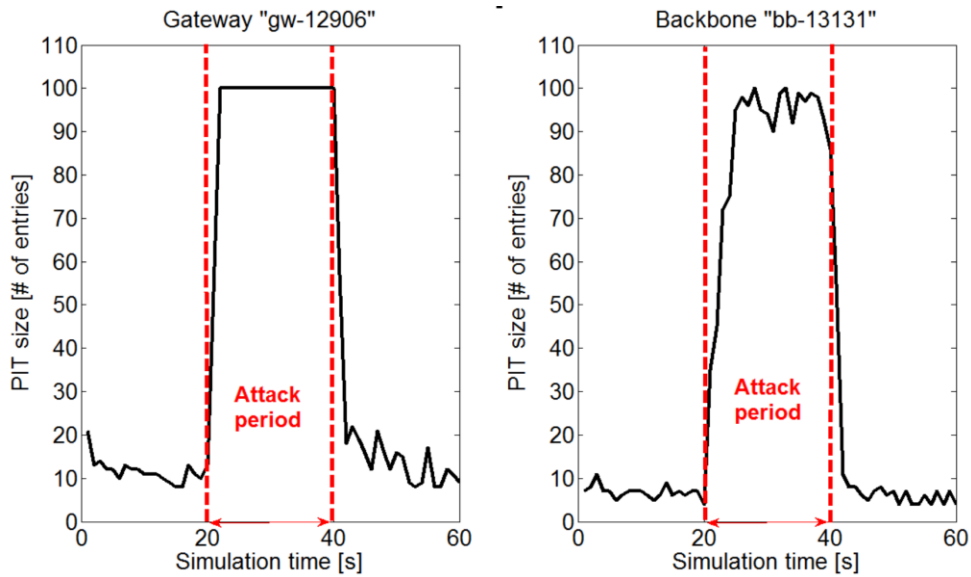 Gateway "gw-12906"
PIT size [# of entries]
110
100
90
80
70
60
50
40
30
20
10
0
Attack
period
0 20 40 60
Simulation time [s]
Backbone "bb-13131"
PIT size [# of entries]
110
100
90
80
70
60
50
40
30
20
10
0
Attack
period
0 20 40 60
Simulation time [s]